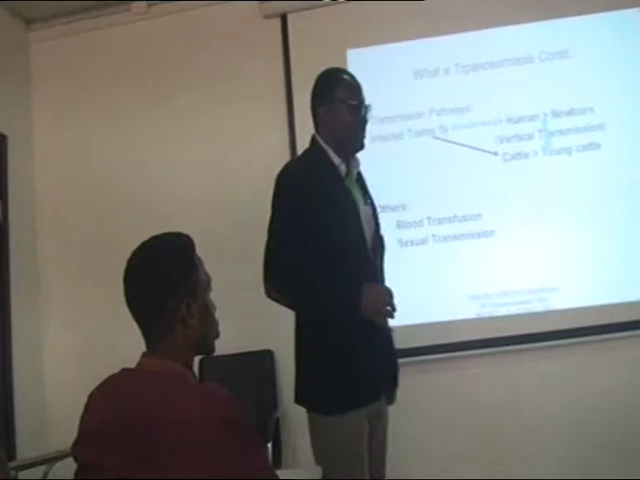 What is Trpanosomiasis Contd.
Transmission Pathways:
Infected Tsetse fly Human > Newborn
(Vertical Transmission)
Cattle > Young cattle
Others:
Blood Transfusion
Sexual Transmission